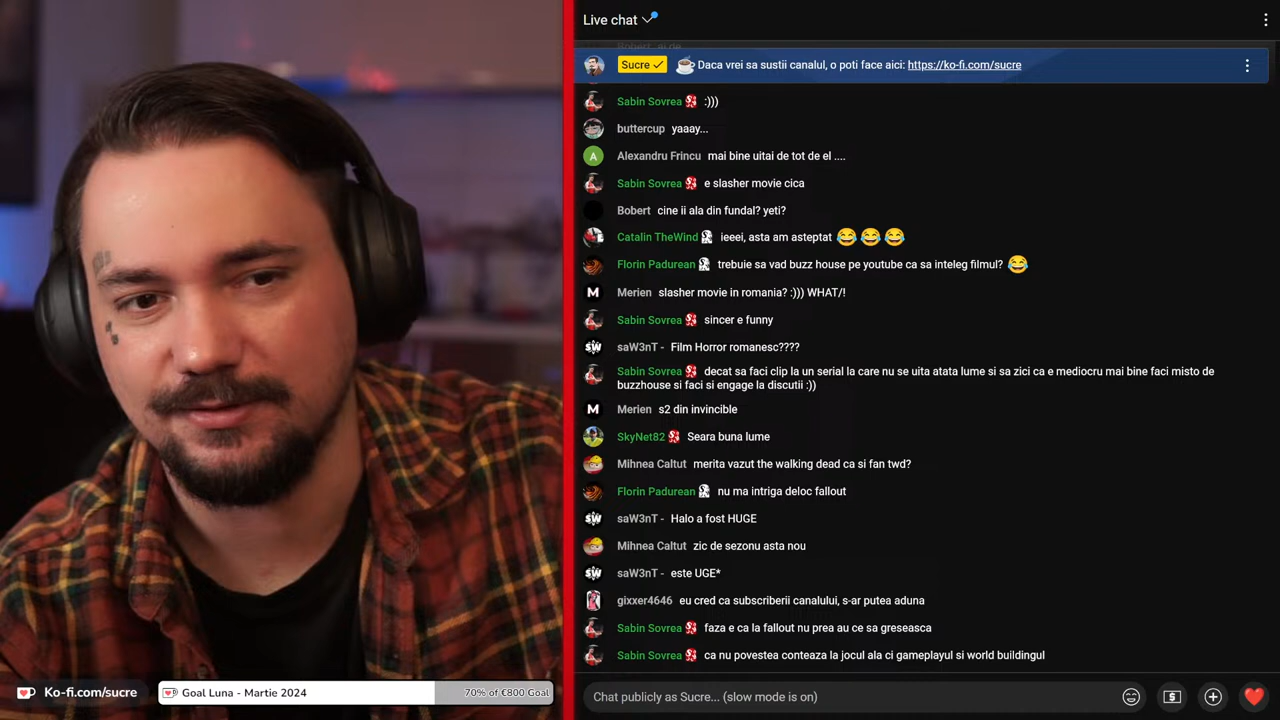 Live chat
Sucre Daca vrei sa sustii canalul, o poti face aici: https://ko-fi.com/sucre
Sabin Sovrea :)))
buttercup yaaay...
A Alexandru Frincu mai bine uitai de tot de el ....
Sabin Sovrea e slasher movie cica
Bobert cine ii ala din fundal? yeti?
Catalin TheWind ieeei, asta am asteptat 😂😂😂
Florin Padurean trebuie sa vad buzz house pe youtube ca sa inteleg filmul? 😂
M Merien slasher movie in romania? :))) WHAT/!
Sabin Sovrea sincer e funny
SW saW3nT - Film Horror romanesc????
Sabin Sovrea decat sa faci clip la un serial la care nu se uita atata lume si sa zici ca e mediocru mai bine faci misto de
buzzhouse si faci si engage la discutii :))
M Merien s2 din invincible
SkyNet82 Seara buna lume
Mihnea Caltut merita vazut the walking dead ca si fan twd?
Florin Padurean nu ma intriga deloc fallout
SW saW3nT - Halo a fost HUGE
Mihnea Caltut zic de sezonu asta nou
SW saW3nT - este UGE*
gixxer4646 eu cred ca subscriberii canalului, s-ar putea aduna
Sabin Sovrea faza e ca la fallout nu prea au ce sa greseasca
Sabin Sovrea ca nu povestea conteaza la jocul ala ci gameplayul si world buildingul
Chat publicly as Sucre... (slow mode is on)
Ko-fi.com/sucre
Goal Luna - Martie 2024 70% of €800 Goal